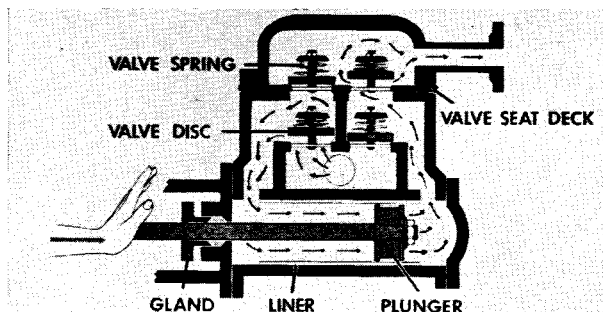 VALVE SPRING
VALVE DISC
VALVE SEAT DECK
GLAND
LINER
PLUNGER